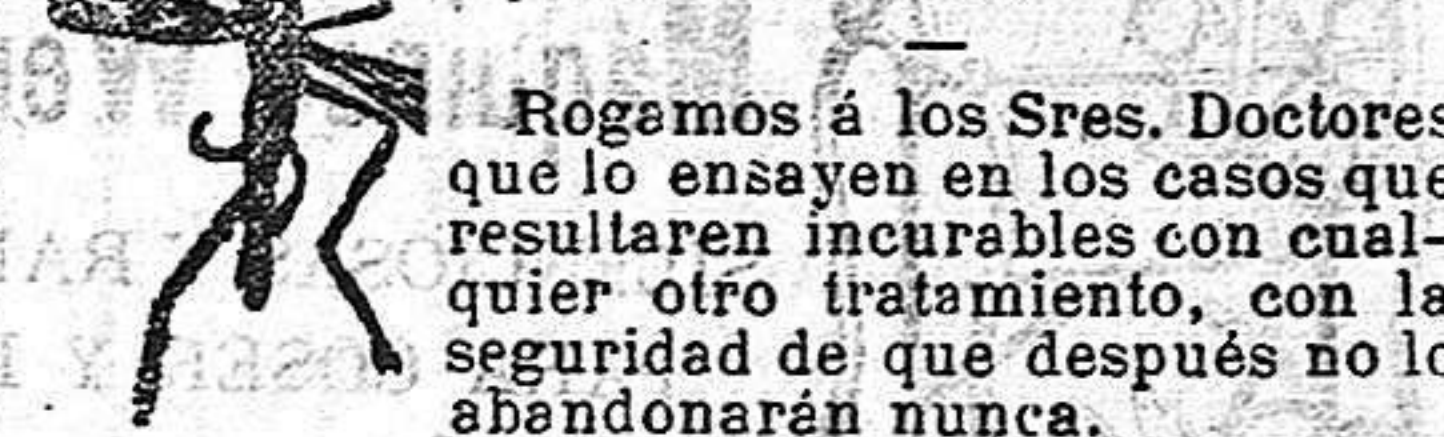 Rogamos á los Sres. Doctores
que lo ensayen en los casos que
resultaren incurables con cual-
quier otro tratamiento, con la
seguridad de que después no lo
abandonarán nunca.